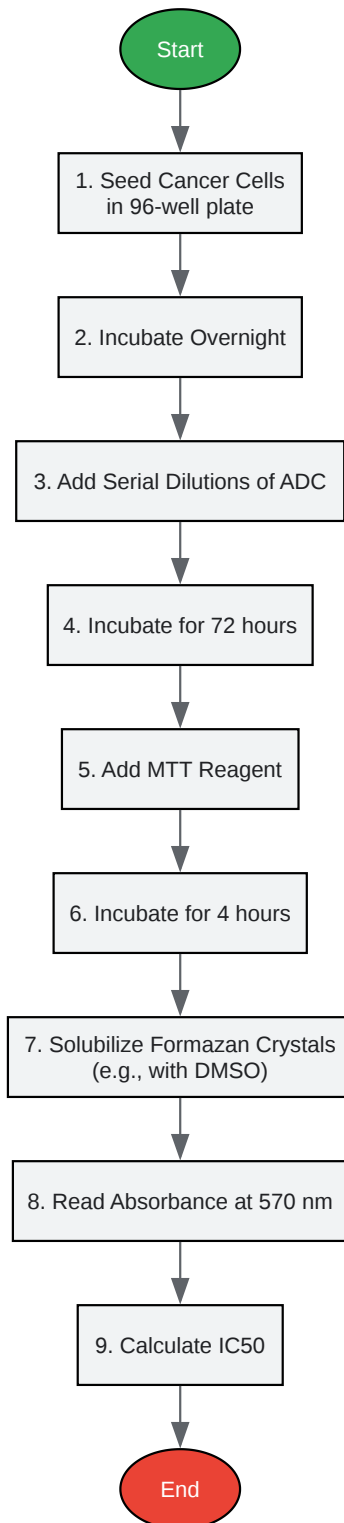 Start
1. Seed Cancer Cells
in 96-well plate
2. Incubate Overnight
3. Add Serial Dilutions of ADC
4. Incubate for 72 hours
5. Add MTT Reagent
6. Incubate for 4 hours
7. Solubilize Formazan Crystals
(e.g., with DMSO)
8. Read Absorbance at 570 nm
9. Calculate IC50
End